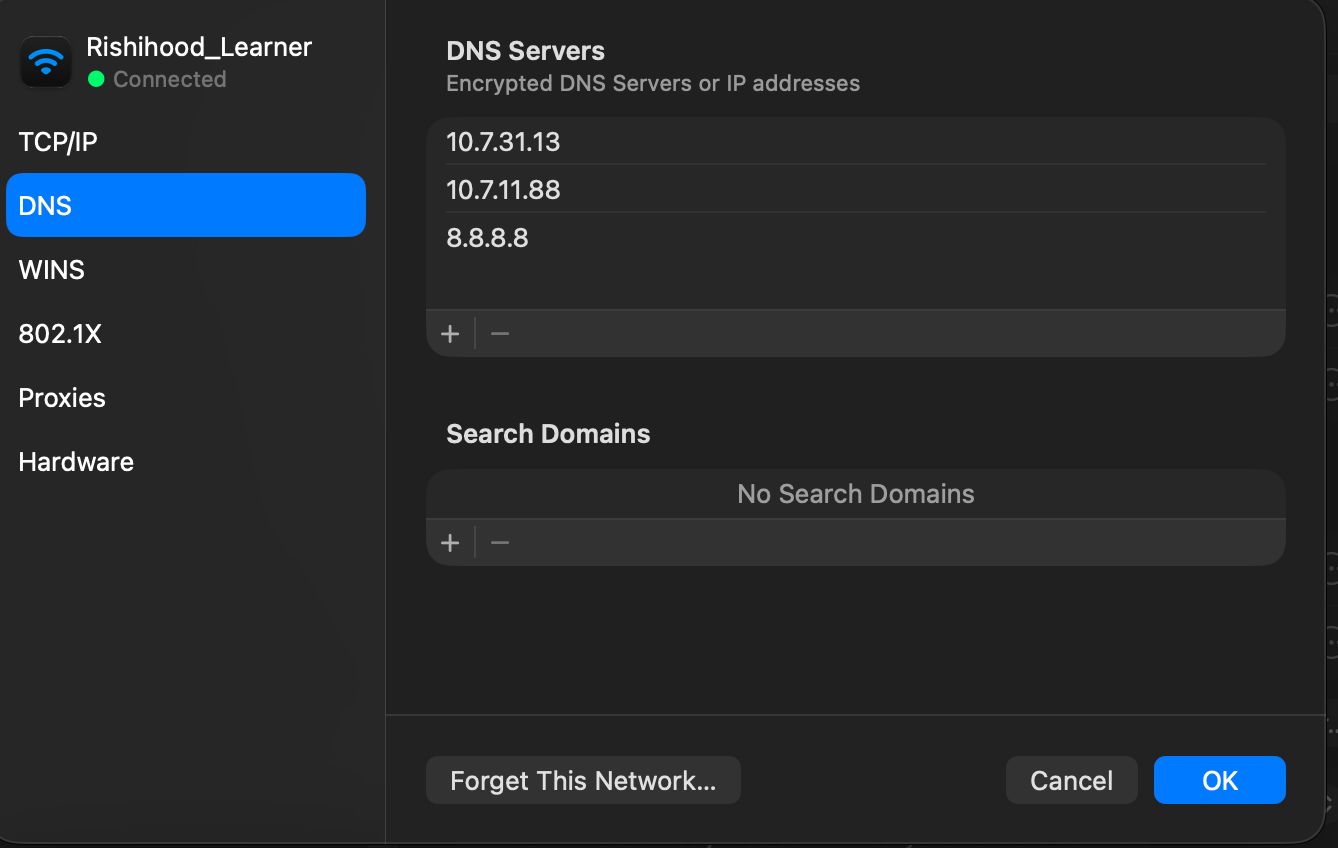 Rishihood_Learner
Connected
TCP/IP
DNS
WINS
802.1X
Proxies
Hardware
DNS Servers
Encrypted DNS Servers or IP addresses
10.7.31.13
10.7.11.88
8.8.8.8
Search Domains
No Search Domains
Forget This Network...
Cancel
OK